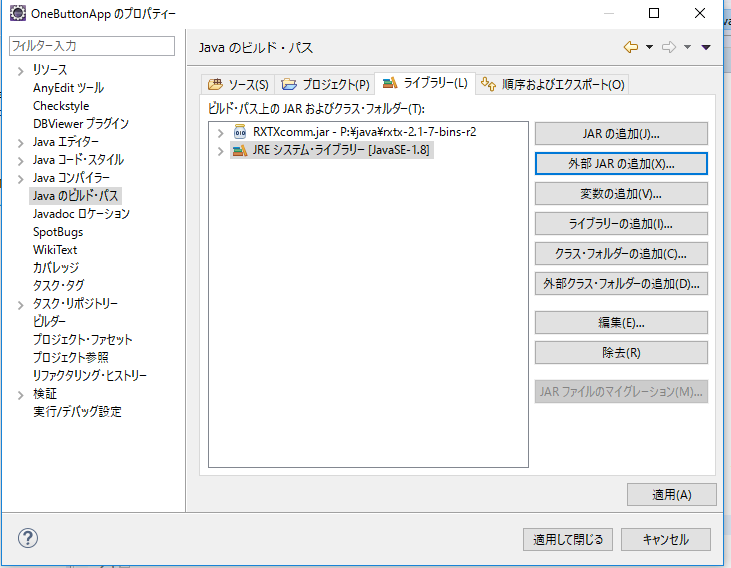 OneButtonApp のプロパティー
フィルター入力
Java のビルド・パス
リソース
AnyEdit ツール
Checkstyle
DBViewer プラグイン
Java エディター
Java コード・スタイル
Java コンパイラー
Java のビルド・パス
Javadoc ロケーション
SpotBugs
WikiText
カバレッジ
タスク・タグ
タスク・リポジトリー
ビルダー
プロジェクト・ファセット
プロジェクト参照
リファクタリング・ヒストリー
検証
実行/デバッグ設定
ソース(S)
プロジェクト(P)
ライブラリー(L)
順序およびエクスポート(O)
ビルド・パス上の JAR およびクラス・フォルダー(T):
RXTXcomm.jar - P:¥java¥rxtx-2.1-7-bins-r2
JRE システム・ライブラリー [JavaSE-1.8]
JAR の追加(J)...
外部 JAR の追加(X)...
変数の追加(V)...
ライブラリーの追加(I)...
クラス・フォルダーの追加(C)...
外部クラス・フォルダーの追加(D)...
編集(E)...
除去(R)
JAR ファイルのマイグレーション(M)...
適用(A)
適用して閉じる
キャンセル